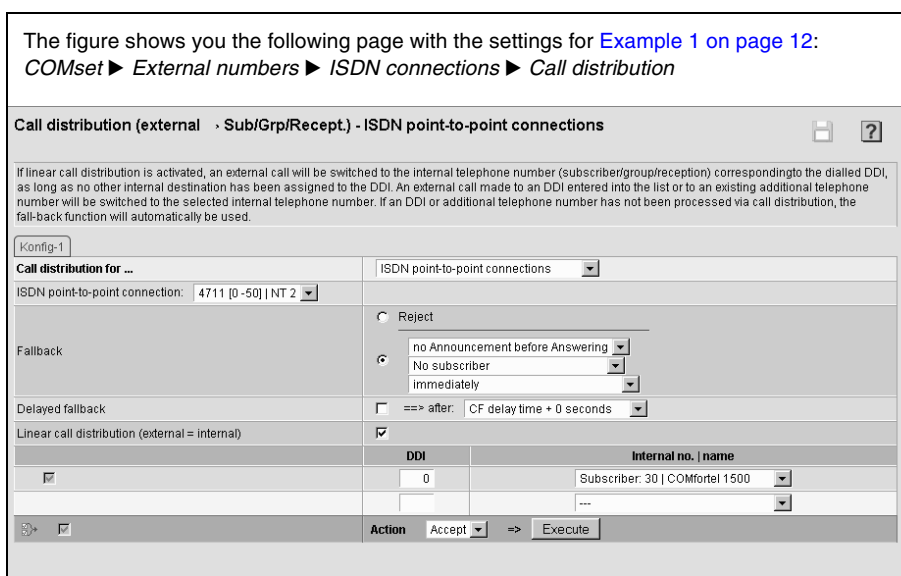 The figure shows you the following page with the settings for Example 1 on page 12:
COMset ▶ External numbers ▶ ISDN connections ▶ Call distribution
Call distribution (external → Sub/Grp/Recept.) - ISDN point-to-point connections
?
If linear call distribution is activated, an external call will be switched to the internal telephone number (subscriber/group/reception) correspondingto the dialled DDI,
as long as no other internal destination has been assigned to the DDI. An external call made to an DDI entered into the list or to an existing additional telephone
number will be switched to the selected internal telephone number. If an DDI or additional telephone number has not been processed via call distribution, the
fall-back function will automatically be used.
Konfig-1
Call distribution for ... ISDN point-to-point connections
ISDN point-to-point connection: 4711 [0 -50] | NT 2
Reject
Fallback
no Announcement before Answering
No subscriber
immediately
Delayed fallback ==> after: CF delay time + 0 seconds
Linear call distribution (external = internal)
DDI Internal no. | name
0 Subscriber: 30 | COMfortel 1500
---
Action Accept => Execute